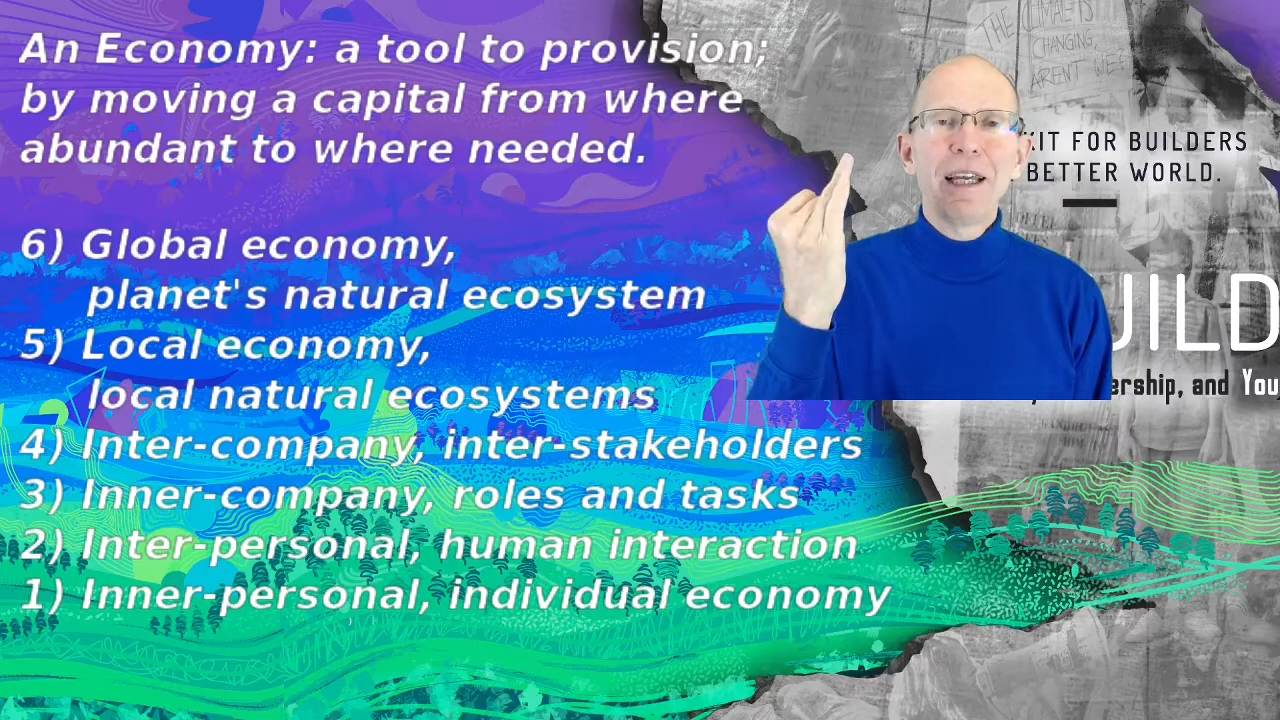 An Economy: a tool to provision;
by moving a capital from where
abundant to where needed.
6) Global economy,
planet's natural ecosystem
5) Local economy,
local natural ecosystems
4) Inter-company, inter-stakeholders
3) Inner-company, roles and tasks
2) Inter-personal, human interaction
1) Inner-personal, individual economy
THE CLIMATE IS
CHANGING,
AREN'T WE?
KIT FOR BUILDERS
BETTER WORLD.
UILD
ership, and You